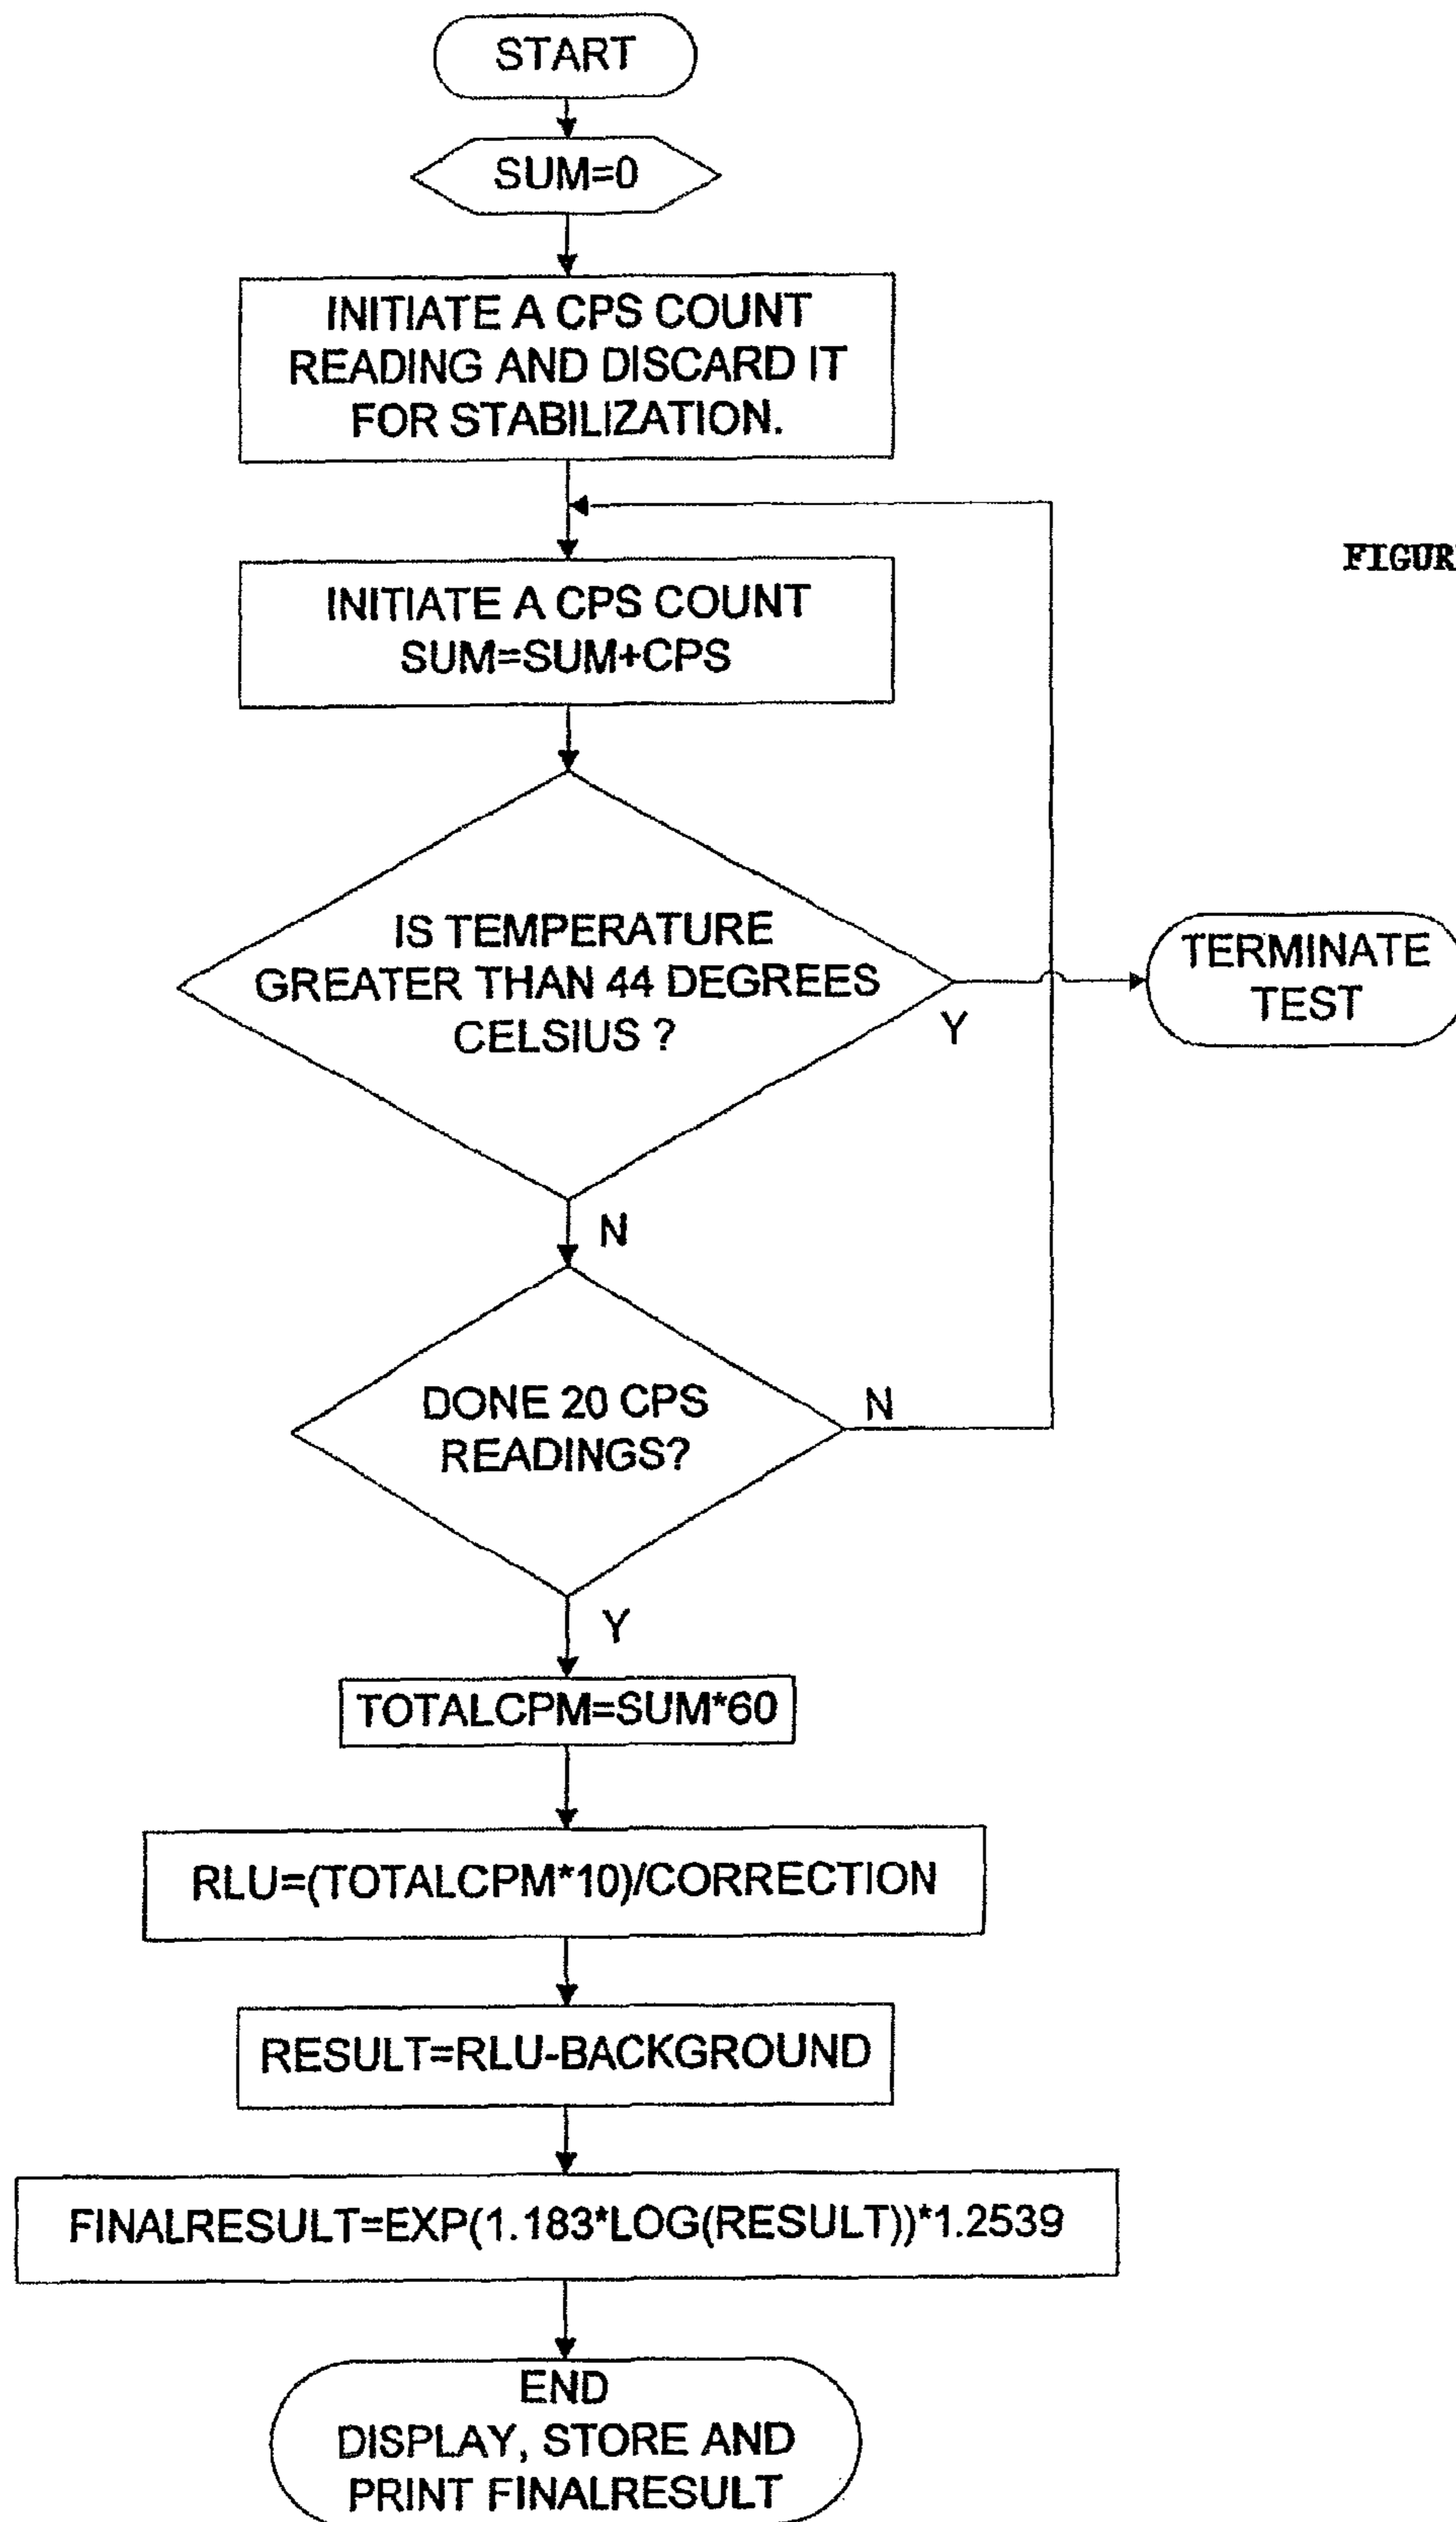 START
SUM=0
INITIATE A CPS COUNT
READING AND DISCARD IT
FOR STABILIZATION.
INITIATE A CPS COUNT
SUM=SUM+CPS
IS TEMPERATURE
GREATER THAN 44 DEGREES
CELSIUS ?
Y
TERMINATE
TEST
N
DONE 20 CPS
READINGS?
N
Y
TOTALCPM=SUM*60
RLU=(TOTALCPM*10)/CORRECTION
RESULT=RLU-BACKGROUND
FINALRESULT=EXP(1.183*LOG(RESULT))*1.2539
END
DISPLAY, STORE AND
PRINT FINALRESULT